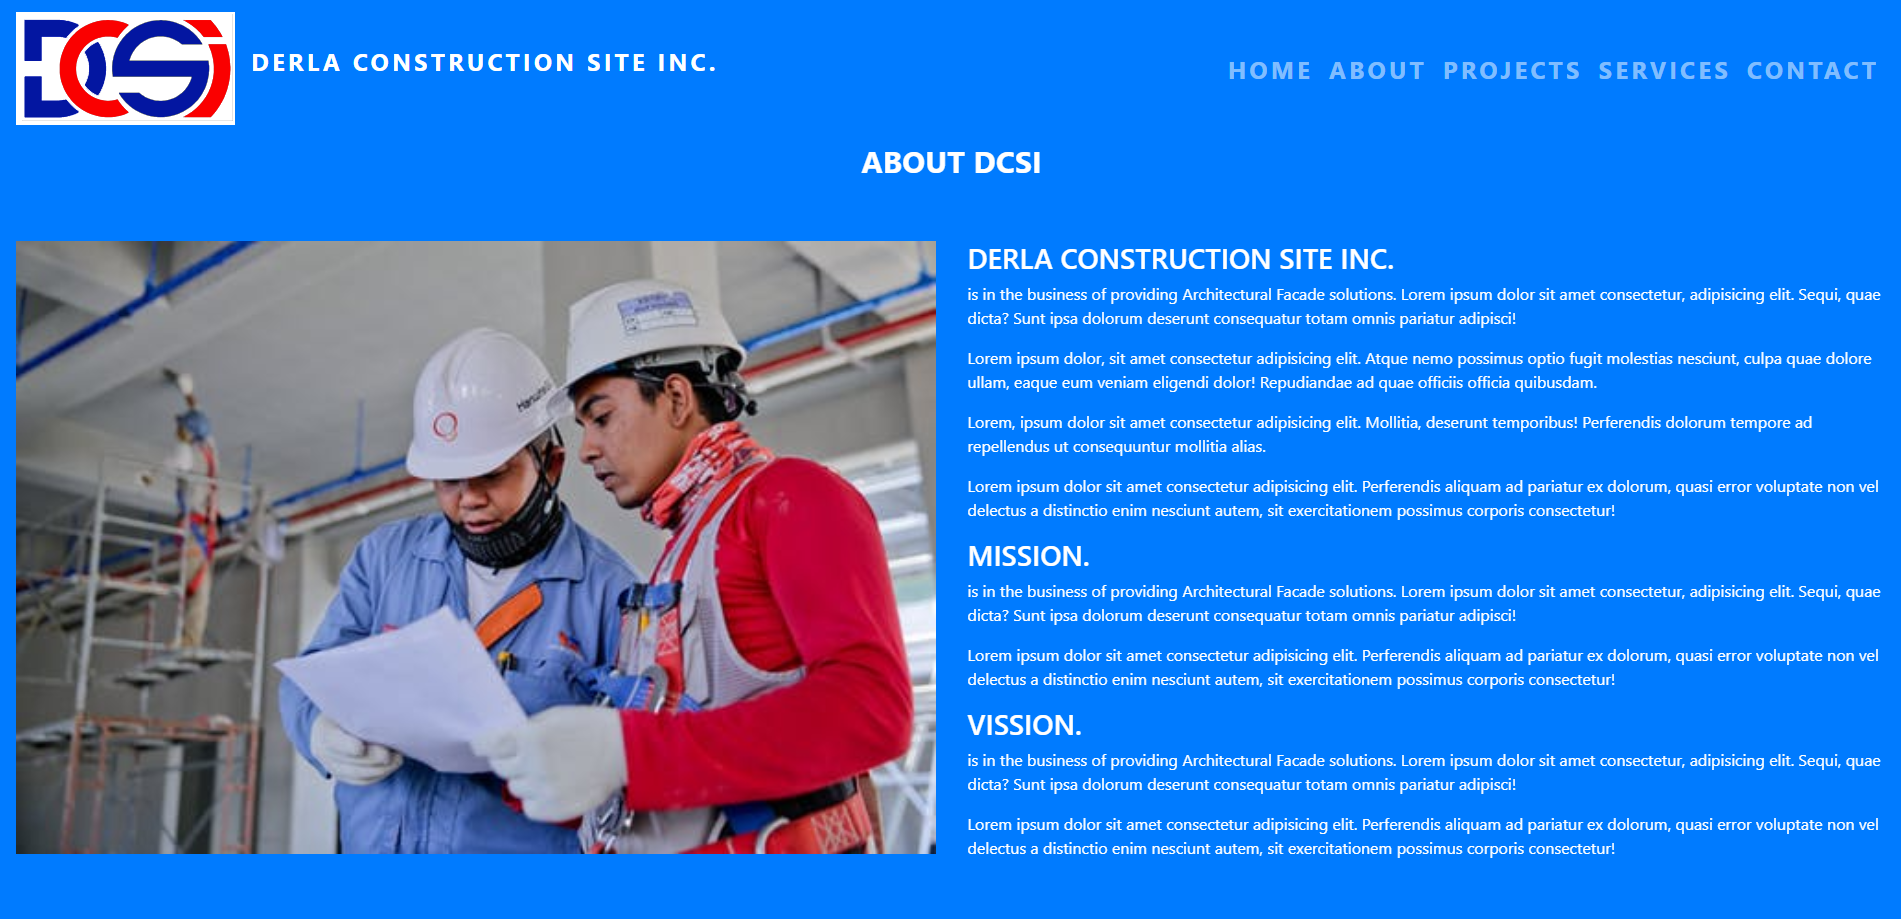 DCSi
DERLA CONSTRUCTION SITE INC.
HOME ABOUT PROJECTS SERVICES CONTACT
ABOUT DCSI
DERLA CONSTRUCTION SITE INC.
is in the business of providing Architectural Facade solutions. Lorem ipsum dolor sit amet consectetur, adipisicing elit. Sequi, quae
dicta? Sunt ipsa dolorum deserunt consequatur totam omnis pariatur adipisci!
Lorem ipsum dolor, sit amet consectetur adipisicing elit. Atque nemo possimus optio fugit molestias nesciunt, culpa quae dolore
ullam, eaque eum veniam eligendi dolor! Repudiandae ad quae officiis officia quibusdam.
Lorem, ipsum dolor sit amet consectetur adipisicing elit. Mollitia, deserunt temporibus! Perferendis dolorum tempore ad
repellendus ut consequuntur mollitia alias.
Lorem ipsum dolor sit amet consectetur adipisicing elit. Perferendis aliquam ad pariatur ex dolorum, quasi error voluptate non vel
delectus a distinctio enim nesciunt autem, sit exercitationem possimus corporis consectetur!
MISSION.
is in the business of providing Architectural Facade solutions. Lorem ipsum dolor sit amet consectetur, adipisicing elit. Sequi, quae
dicta? Sunt ipsa dolorum deserunt consequatur totam omnis pariatur adipisci!
Lorem ipsum dolor sit amet consectetur adipisicing elit. Perferendis aliquam ad pariatur ex dolorum, quasi error voluptate non vel
delectus a distinctio enim nesciunt autem, sit exercitationem possimus corporis consectetur!
VISSION.
is in the business of providing Architectural Facade solutions. Lorem ipsum dolor sit amet consectetur, adipisicing elit. Sequi, quae
dicta? Sunt ipsa dolorum deserunt consequatur totam omnis pariatur adipisci!
Lorem ipsum dolor sit amet consectetur adipisicing elit. Perferendis aliquam ad pariatur ex dolorum, quasi error voluptate non vel
delectus a distinctio enim nesciunt autem, sit exercitationem possimus corporis consectetur!